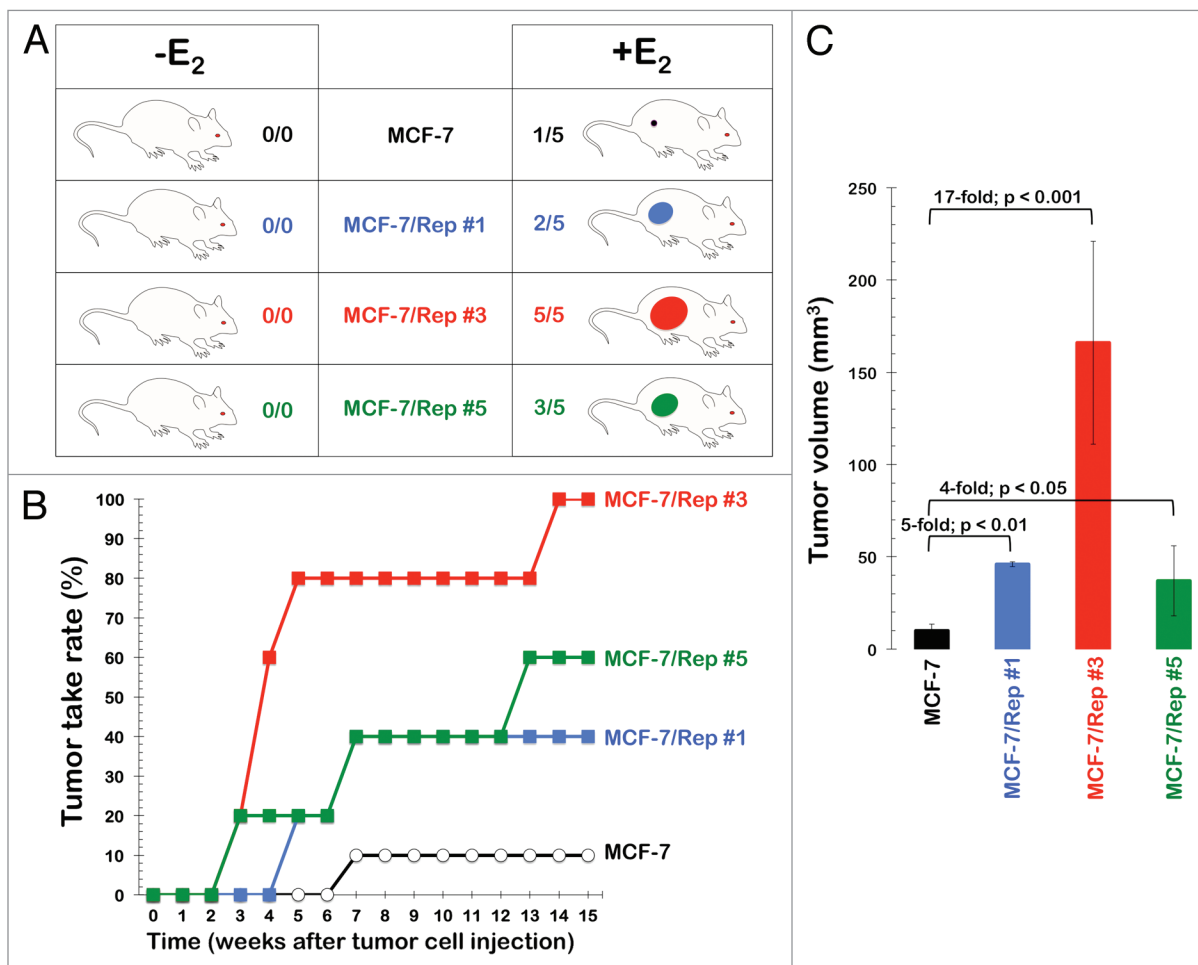 A
-E2
+E2
0/0 MCF-7 1/5
0/0 MCF-7/Rep #1 2/5
0/0 MCF-7/Rep #3 5/5
0/0 MCF-7/Rep #5 3/5
B
Tumor take rate (%)
100
90
80
70
60
50
40
30
20
10
0
MCF-7/Rep #3
MCF-7/Rep #5
MCF-7/Rep #1
MCF-7
0 1 2 3 4 5 6 7 8 9 10 11 12 13 14 15
Time (weeks after tumor cell injection)
C
Tumor volume (mm3)
250
200
150
100
50
0
17-fold; p < 0.001
4-fold; p < 0.05
5-fold; p < 0.01
MCF-7
MCF-7/Rep #1
MCF-7/Rep #3
MCF-7/Rep #5